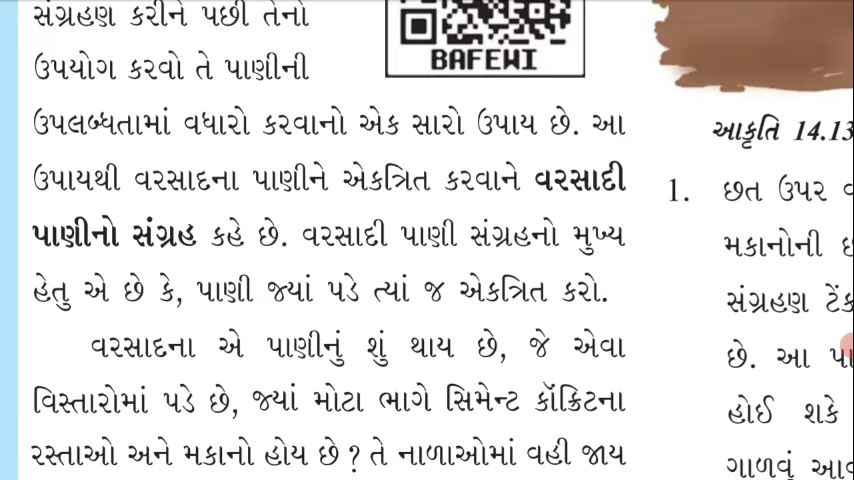 સંગ્રહણ કરીને પછી તેનો
ઉપયોગ કરવો તે પાણીની
BAFEWI
ઉપલબ્ધતામાં વધારો કરવાનો એક સારો ઉપાય છે. આ
ઉપાયથી વરસાદના પાણીને એકત્રિત કરવાને વરસાદી
પાણીનો સંગ્રહ કહે છે. વરસાદી પાણી સંગ્રહનો મુખ્ય
હેતુ એ છે કે, પાણી જ્યાં પડે ત્યાં જ એકત્રિત કરો.
વરસાદના એ પાણીનું શું થાય છે, જે એવા
વિસ્તારોમાં પડે છે, જ્યાં મોટા ભાગે સિમેન્ટ કૉંક્રિટના
રસ્તાઓ અને મકાનો હોય છે ? તે નાળાઓમાં વહી જાય
આકૃતિ 14.13
1. છત ઉપર
મકાનોની
સંગ્રહણ
છે. આ
હોઈ શકે
ગાળવું